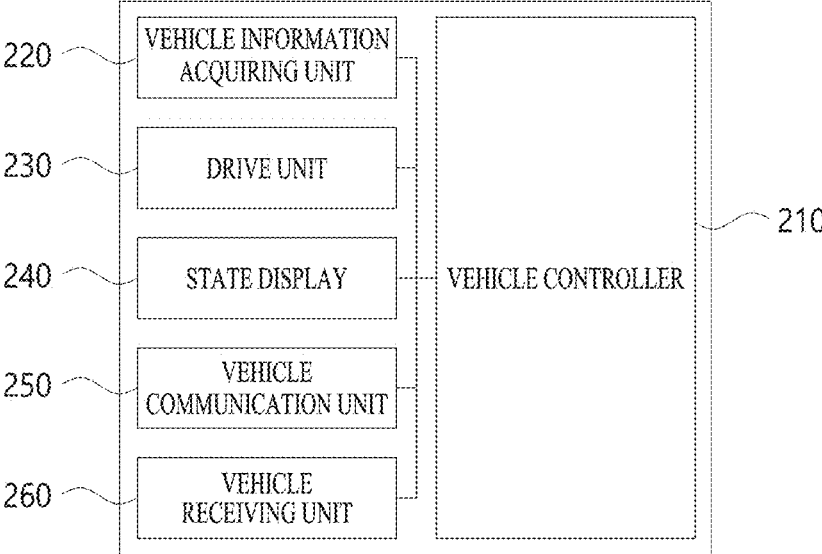 220
VEHICLE INFORMATION
ACQUIRING UNIT
230
DRIVE UNIT
240
STATE DISPLAY
250
VEHICLE
COMMUNICATION UNIT
260
VEHICLE
RECEIVING UNIT
VEHICLE CONTROLLER
210